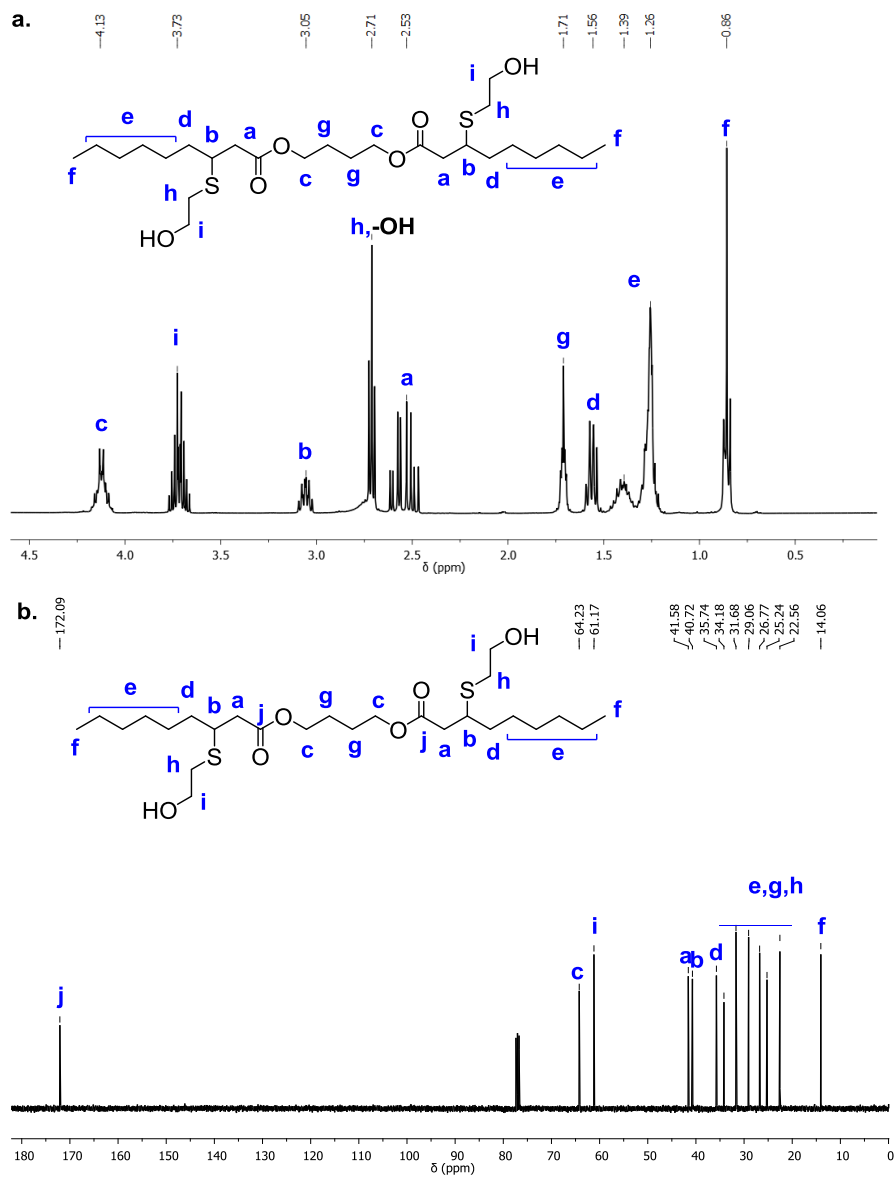 a.
4.13 3.73 3.05 2.71 2.53 1.71 1.56 1.39 1.26 0.86
OH
i
h
S
O
e d b a O g c O b f
f h S O c g a d e
HO i
h,-OH
f
e
i
g
a
d
c
b
4.5 4.0 3.5 3.0 2.5 2.0 1.5 1.0 0.5
δ (ppm)
b.
172.09 64.23 61.17 41.58 40.72 35.74 34.18 31.68 29.06 26.77 25.24 22.56 14.06
OH
i
h
S
O
e d b a j O g c O j b f
f h S O c g a d e
HO i
e,g,h
i
f
a b d
c
j
180 170 160 150 140 130 120 110 100 90 80 70 60 50 40 30 20 10 0
δ (ppm)